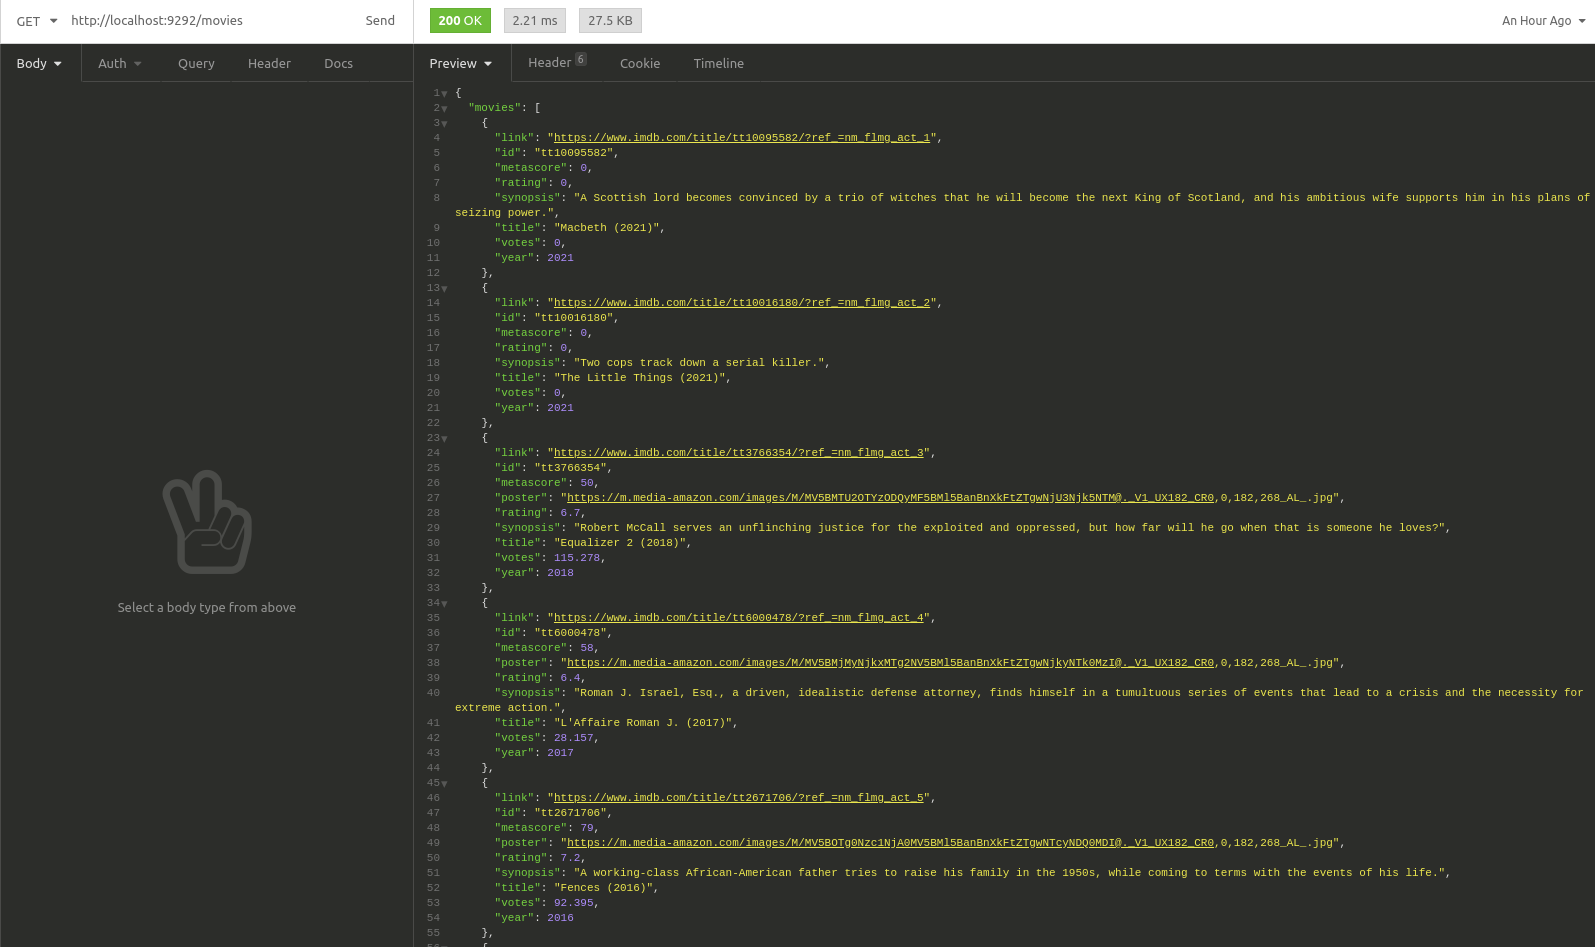 GET http://localhost:9292/movies Send 200 OK 2.21 ms 27.5 KB An Hour Ago
Body Auth Query Header Docs Preview Header 6 Cookie Timeline
1 {
2 "movies": [
3 {
4 "link": "https://www.imdb.com/title/tt10095582/?ref_=nm_flmg_act_1",
5 "id": "tt10095582",
6 "metascore": 0,
7 "rating": 0,
8 "synopsis": "A Scottish lord becomes convinced by a trio of witches that he will become the next King of Scotland, and his ambitious wife supports him in his plans of
seizing power.",
9 "title": "Macbeth (2021)",
10 "votes": 0,
11 "year": 2021
12 },
13 {
14 "link": "https://www.imdb.com/title/tt10016180/?ref_=nm_flmg_act_2",
15 "id": "tt10016180",
16 "metascore": 0,
17 "rating": 0,
18 "synopsis": "Two cops track down a serial killer.",
19 "title": "The Little Things (2021)",
20 "votes": 0,
21 "year": 2021
22 },
23 {
24 "link": "https://www.imdb.com/title/tt3766354/?ref_=nm_flmg_act_3",
25 "id": "tt3766354",
26 "metascore": 50,
27 "poster": "https://m.media-amazon.com/images/M/MV5BMTU2OTYzODQyMF5BMl5BanBnXkFtZTgwNjU3Njk5NTM@._V1_UX182_CR0,0,182,268_AL_.jpg",
28 "rating": 6.7,
29 "synopsis": "Robert McCall serves an unflinching justice for the exploited and oppressed, but how far will he go when that is someone he loves?",
30 "title": "Equalizer 2 (2018)",
31 "votes": 115.278,
32 "year": 2018
33 },
34 {
35 "link": "https://www.imdb.com/title/tt6000478/?ref_=nm_flmg_act_4",
36 "id": "tt6000478",
37 "metascore": 58,
38 "poster": "https://m.media-amazon.com/images/M/MV5BMjMyNjkxMTg2NV5BMl5BanBnXkFtZTgwNjkyNTk0MzI@._V1_UX182_CR0,0,182,268_AL_.jpg",
39 "rating": 6.4,
40 "synopsis": "Roman J. Israel, Esq., a driven, idealistic defense attorney, finds himself in a tumultuous series of events that lead to a crisis and the necessity for
extreme action.",
41 "title": "L'Affaire Roman J. (2017)",
42 "votes": 28.157,
43 "year": 2017
44 },
45 {
46 "link": "https://www.imdb.com/title/tt2671706/?ref_=nm_flmg_act_5",
47 "id": "tt2671706",
48 "metascore": 79,
49 "poster": "https://m.media-amazon.com/images/M/MV5BOTg0Nzc1NjA0MV5BMl5BanBnXkFtZTgwNTcyNDQ0MDI@._V1_UX182_CR0,0,182,268_AL_.jpg",
50 "rating": 7.2,
51 "synopsis": "A working-class African-American father tries to raise his family in the 1950s, while coming to terms with the events of his life.",
52 "title": "Fences (2016)",
53 "votes": 92.395,
54 "year": 2016
55 },
56 {
Select a body type from above